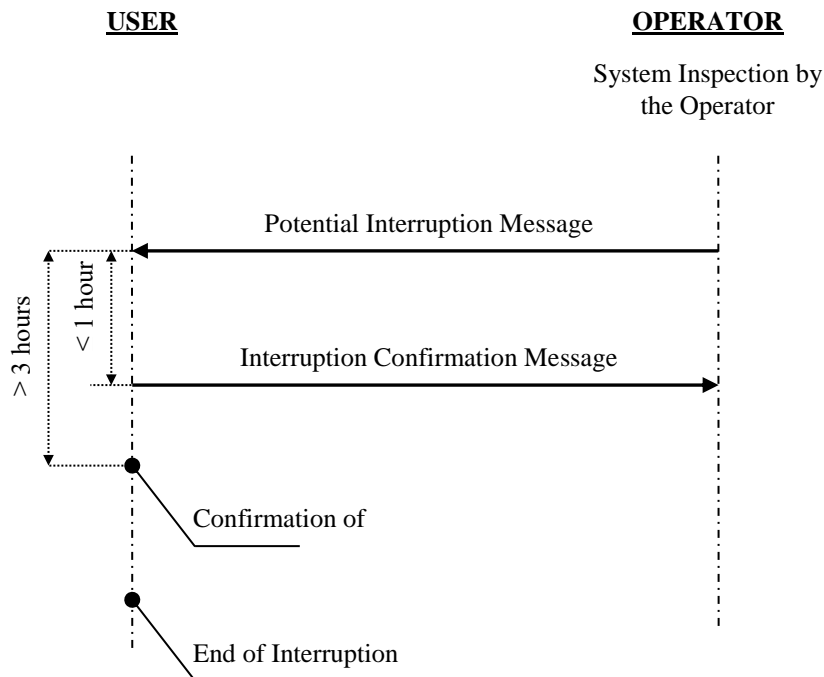 USER
OPERATOR
System Inspection by
the Operator
Potential Interruption Message
< 1 hour
> 3 hours
Interruption Confirmation Message
Confirmation of
End of Interruption